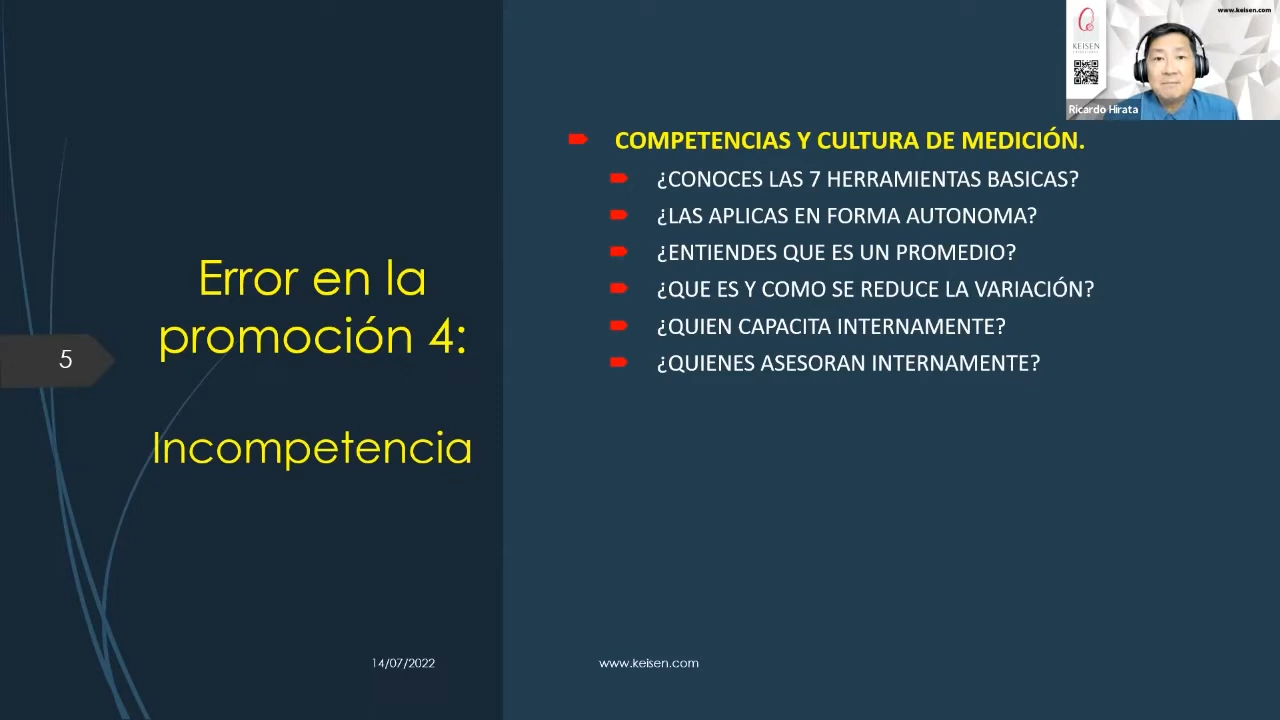 www.keisen.com
KEISEN
Ricardo Hirata
COMPETENCIAS Y CULTURA DE MEDICIÓN.
¿CONOCES LAS 7 HERRAMIENTAS BASICAS?
¿LAS APLICAS EN FORMA AUTONOMA?
¿ENTIENDES QUE ES UN PROMEDIO?
¿QUE ES Y COMO SE REDUCE LA VARIACIÓN?
¿QUIEN CAPACITA INTERNAMENTE?
¿QUIENES ASESORAN INTERNAMENTE?
Error en la
promoción 4:
Incompetencia
5
14/07/2022
www.keisen.com